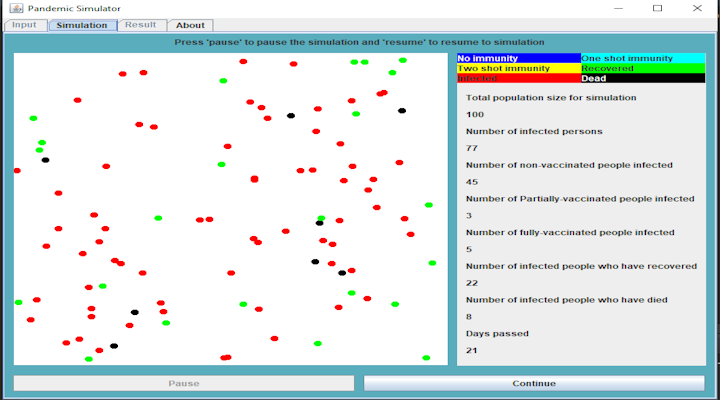 Pandemic Simulator
Input Simulation Result About
Press 'pause' to pause the simulation and 'resume' to resume to simulation
No immunity One shot immunity
Two shot immunity Recovered
Infected Dead
Total population size for simulation
100
Number of infected persons
77
Number of non-vaccinated people infected
45
Number of Partially-vaccinated people infected
3
Number of fully-vaccinated people infected
5
Number of infected people who have recovered
22
Number of infected people who have died
8
Days passed
21
Pause Continue